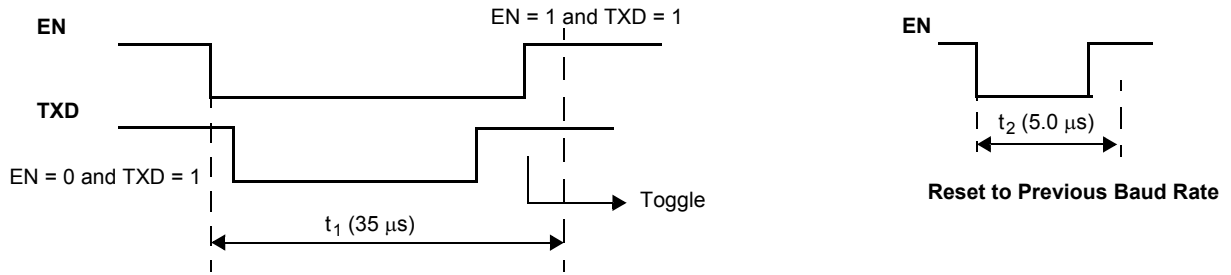 EN = 1 and TXD = 1
EN
TXD
EN = 0 and TXD = 1
Toggle
t1 (35 μs)
EN
t2 (5.0 μs)
Reset to Previous Baud Rate